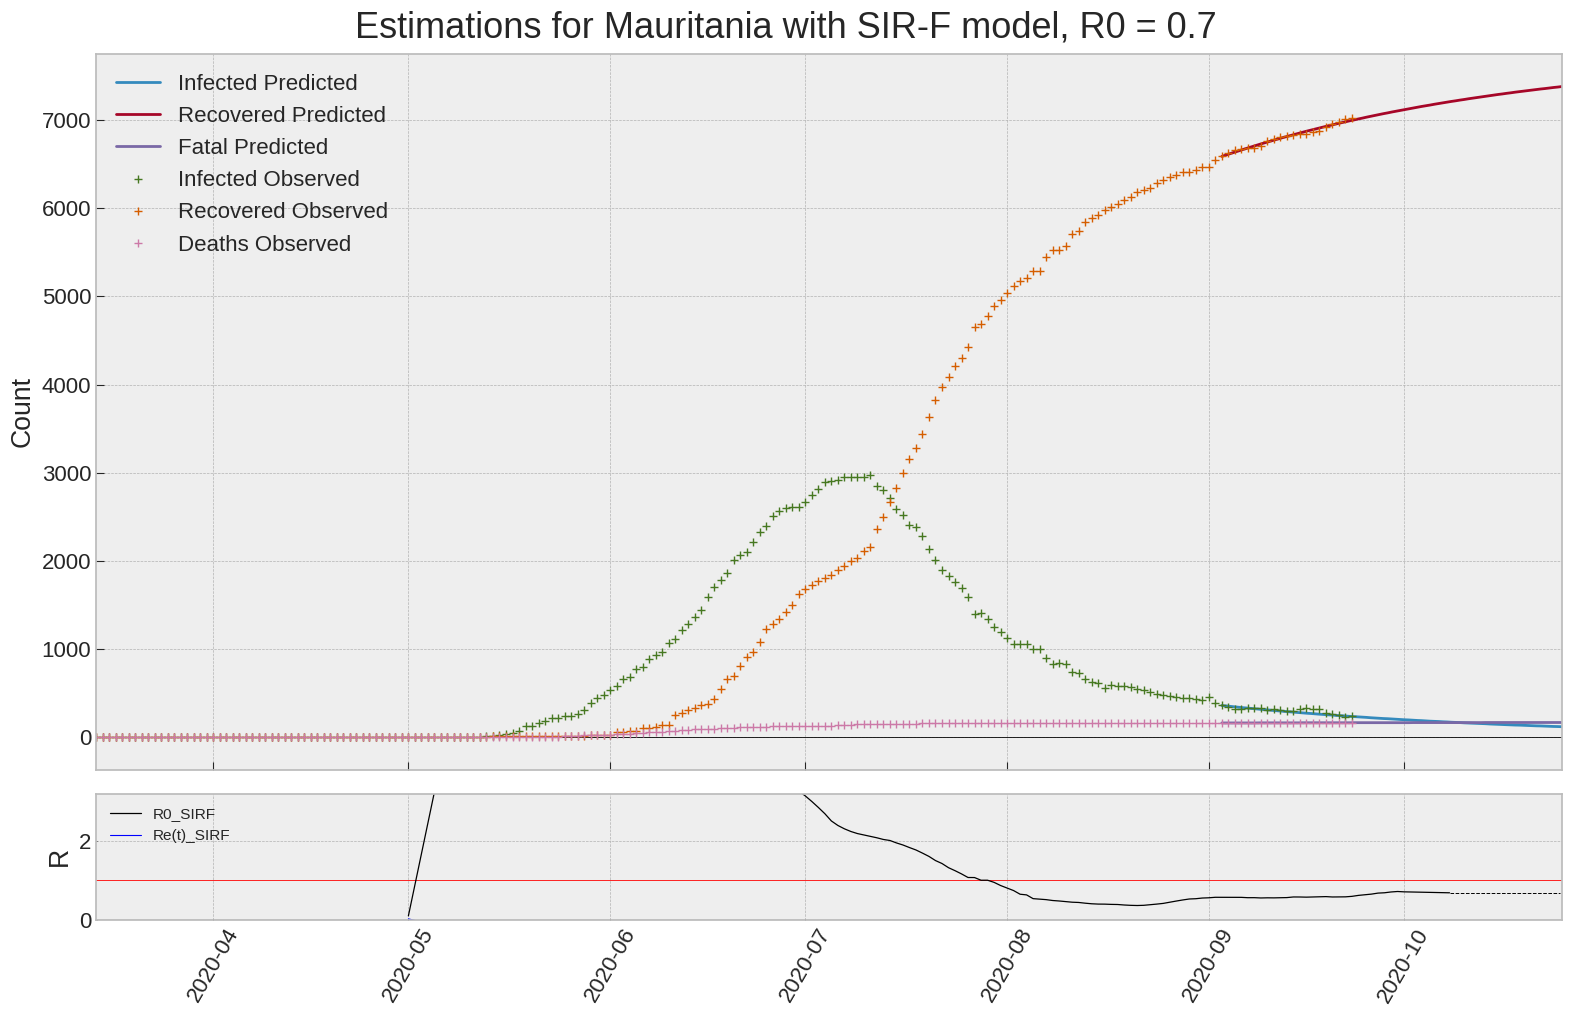 Estimations for Mauritania with SIR-F model, R0 = 0.7
Infected Predicted
Recovered Predicted
Fatal Predicted
Infected Observed
Recovered Observed
Deaths Observed
7000
6000
5000
4000
3000
2000
1000
0
Count
R0_SIRF
Re(t)_SIRF
2
0
R
2020-04
2020-05
2020-06
2020-07
2020-08
2020-09
2020-10